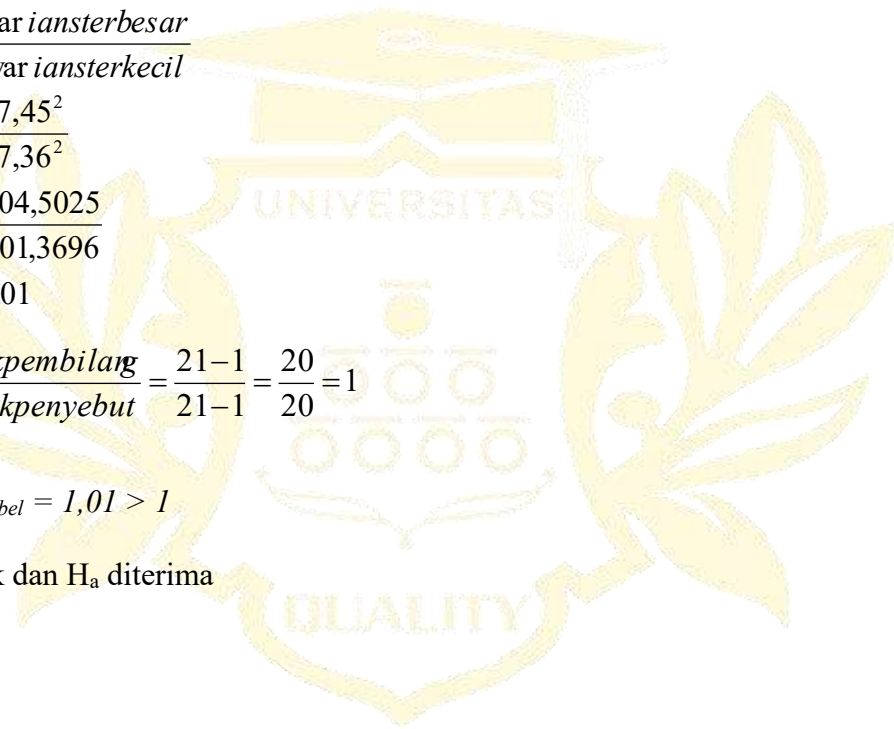 ar iansterbesar
ar iansterkecil
7,45²
7,36²
04,5025
01,3696
01
kpembilang = 21−1 = 20 = 1
kpenyebut 21−1 20
bel = 1,01 > 1
k dan Ha diterima
UNIVERSITAS
QUALITY